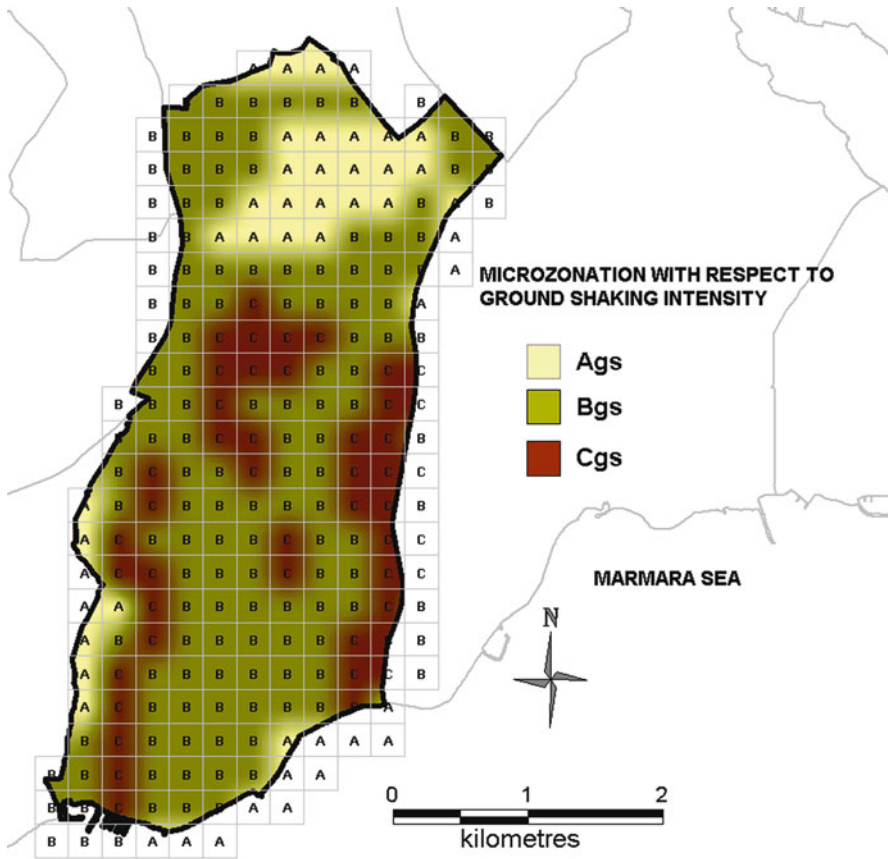 A A A A
B B B B B B
B B B B A A A A A B B
B B B B A A A A A B B
B B B A A A A A B A B
B B A A A A B B B A
B B B B B B B B B A
B B B C B B B B A
B B C C C C B B B
B B C C C B B C C
B B B C B B B B C C
B B C C B B C C B
B C B B C B B C C C
A B C B B B B B C C B
A C B B B B C B B C C
A C C B B B C B B C C
A A C B B B B B B C B
A B C B B B B B C C B
A C B B B B B B C C B
A C B B B B B B B A
B C B B B B A A A A
B B C B B B B A A
B B C B B B A A
B B B A A A
MICROZONATION WITH RESPECT TO
GROUND SHAKING INTENSITY
Ags
Bgs
Cgs
MARMARA SEA
N
0 1 2
kilometres